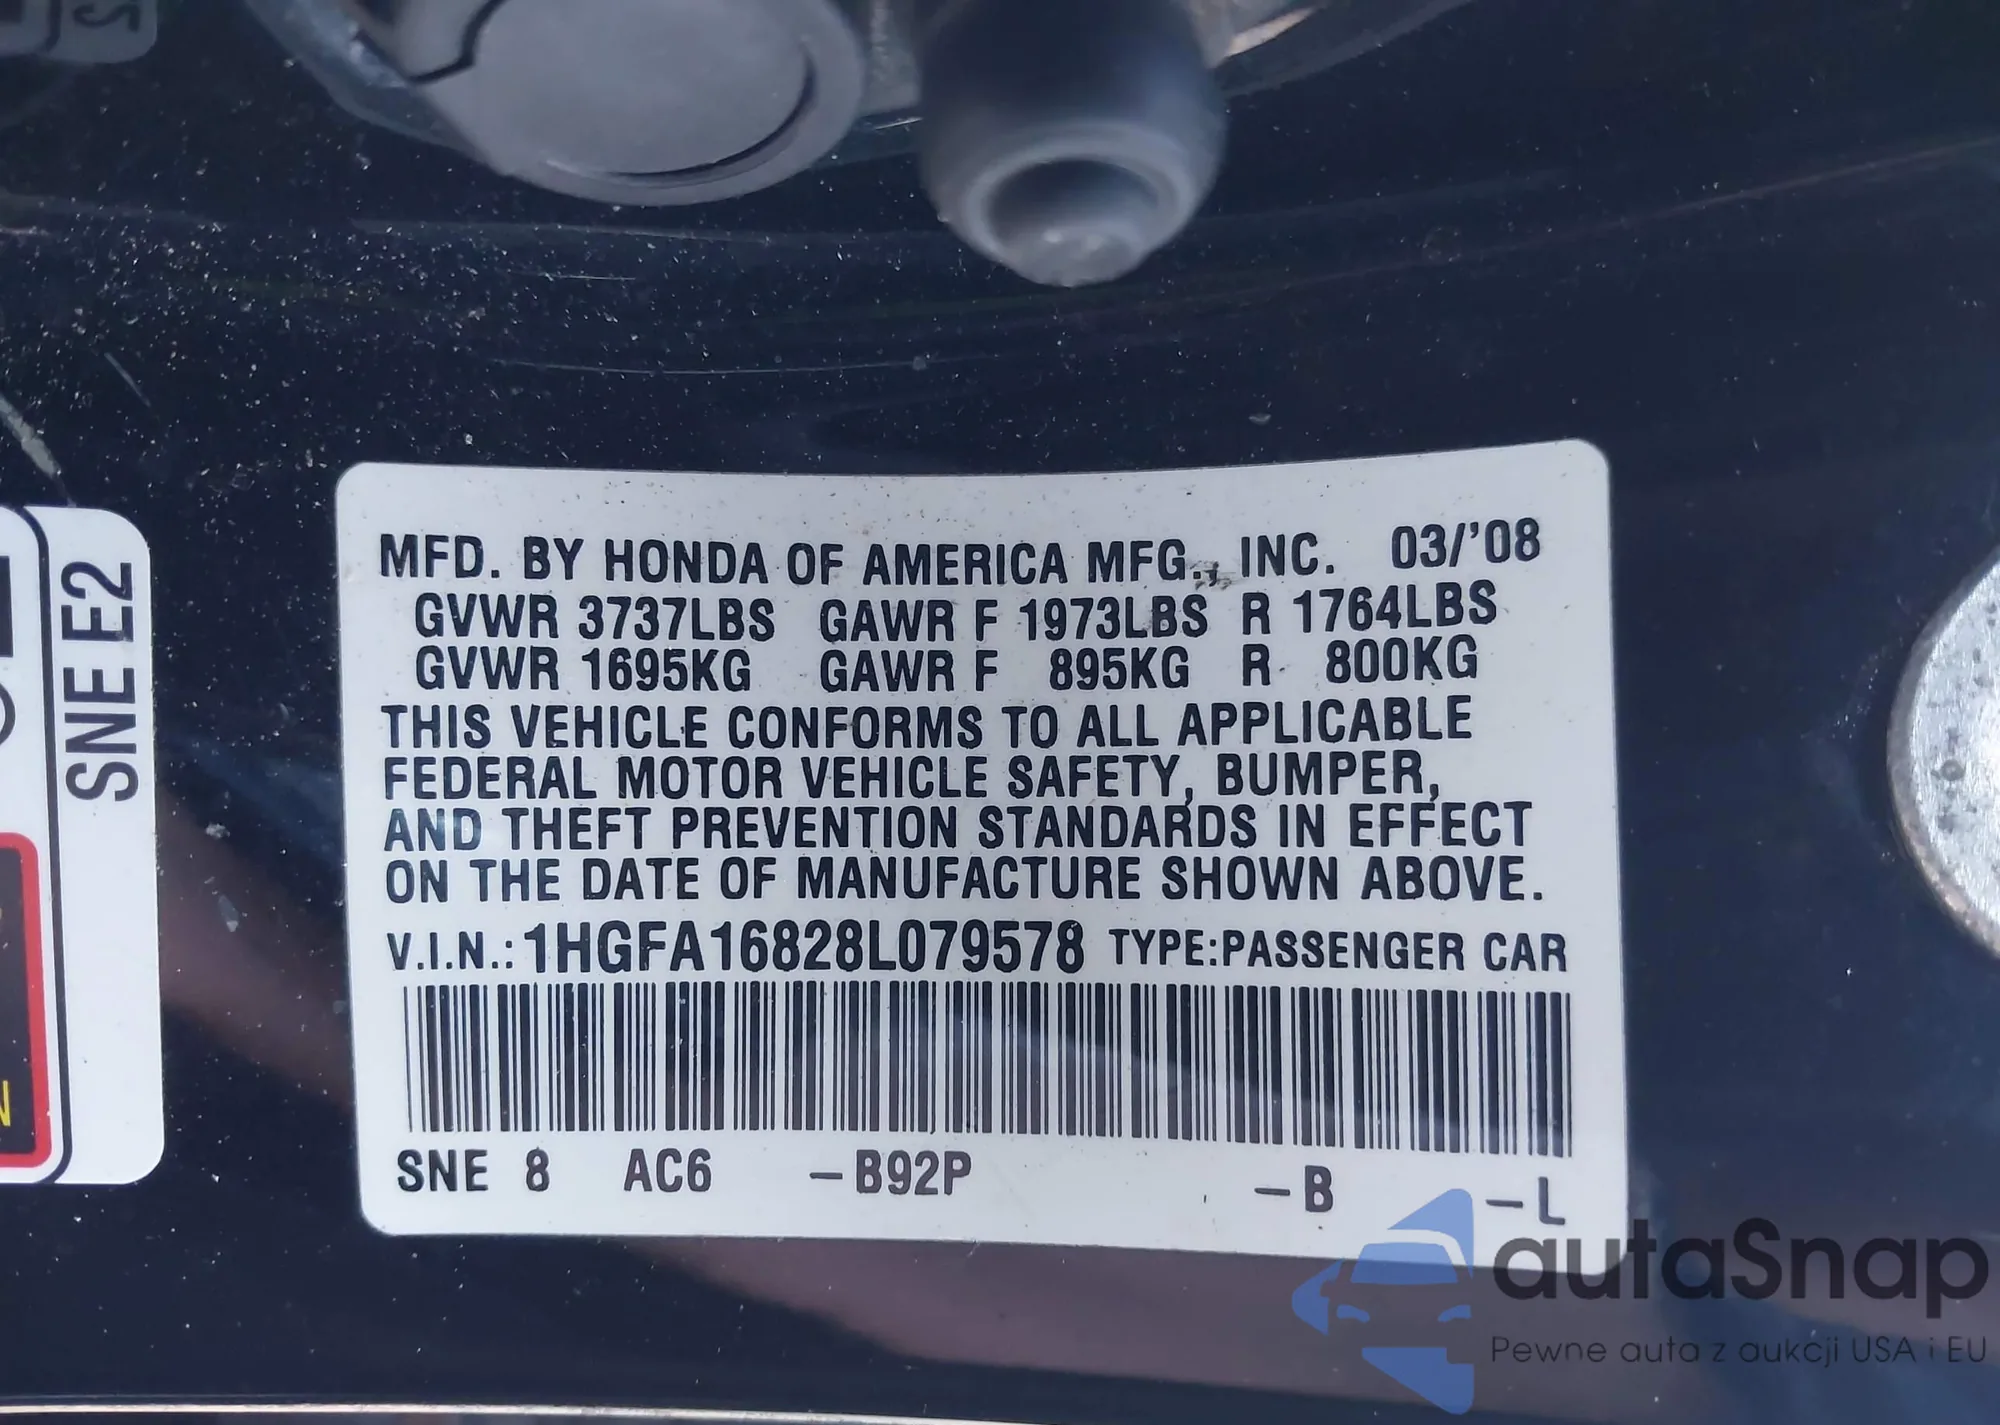 MFD. BY HONDA OF AMERICA MFG., INC. 03/'08
GVWR 3737LBS GAWR F 1973LBS R 1764LBS
GVWR 1695KG GAWR F 895KG R 800KG
THIS VEHICLE CONFORMS TO ALL APPLICABLE
FEDERAL MOTOR VEHICLE SAFETY, BUMPER,
AND THEFT PREVENTION STANDARDS IN EFFECT
ON THE DATE OF MANUFACTURE SHOWN ABOVE.
V.I.N.: 1HGFA16828L079578 TYPE:PASSENGER CAR
SNE 8 AC6 –B92P –B –L
SNE E2
autaSnap
Pewne auta z aukcji USA i EU